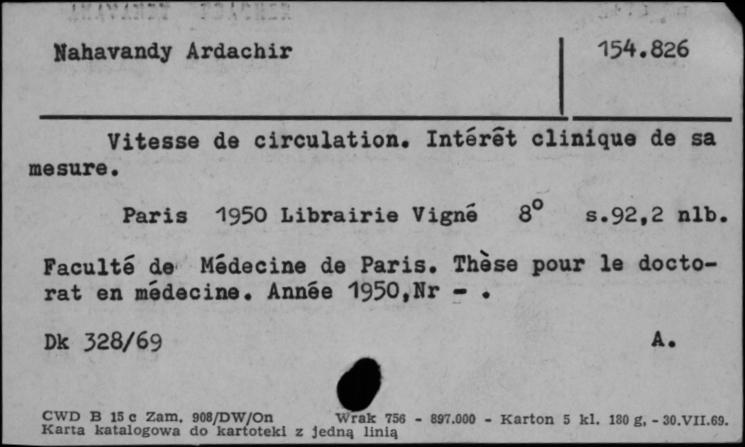 Nahavandy Ardachir 154.826
Vitesse de circulation. Intérêt clinique de sa
mesure.
Paris 1950 Librairie Vigné 8° s.92,2 nlb.
Faculté de Médecine de Paris. Thèse pour le docto-
rat en médecine. Année 1950,Nr - .
Dk 328/69 A.
CWD B 15 c Zam. 908/DW/On Wrak 756 - 897.000 - Karton 5 kl. 180 g, - 30.VII.69.
Karta katalogowa do kartoteki z jedną linią